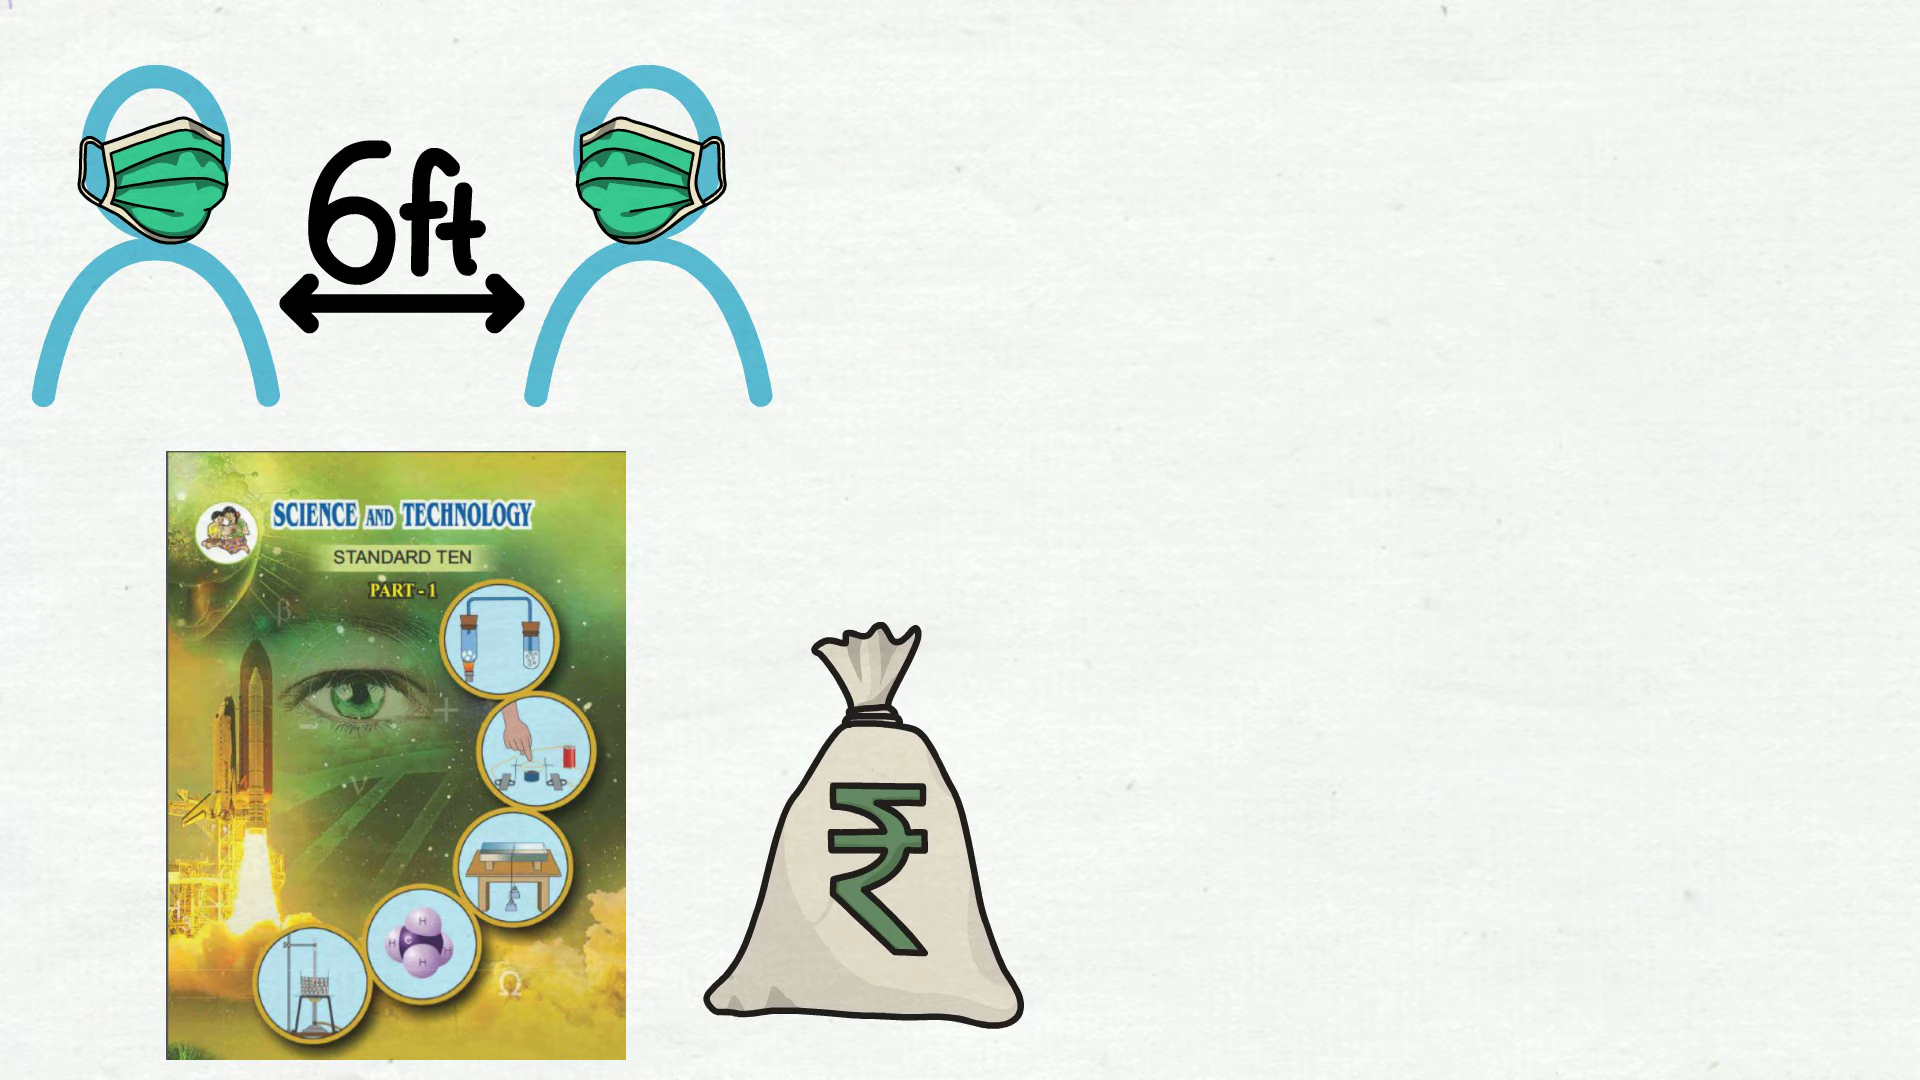 6ft
SCIENCE AND TECHNOLOGY
STANDARD TEN
PART - 1
β
+
−
v
H
H
C
H
H
Ω
₹